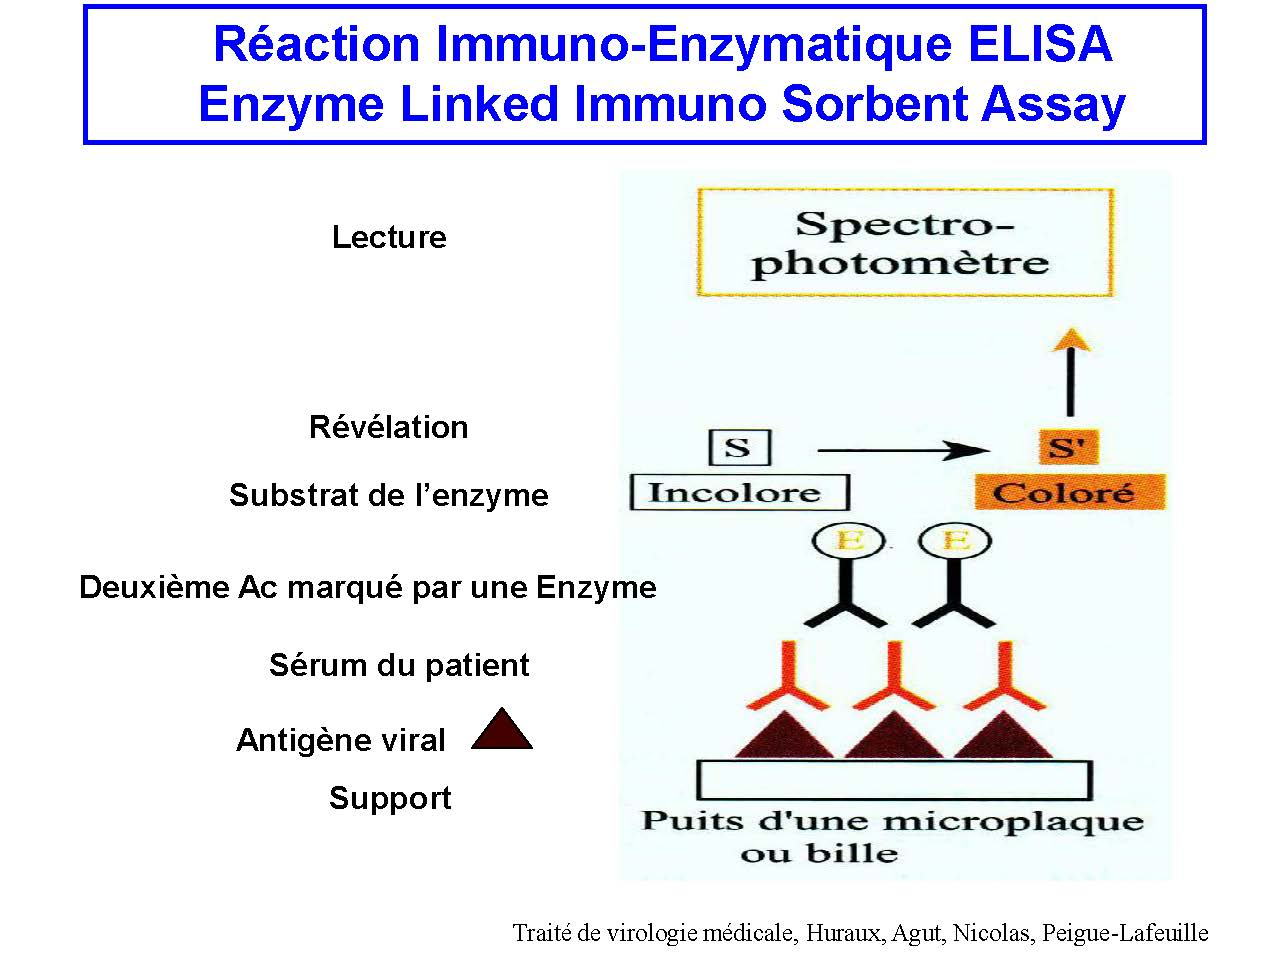 Réaction Immuno-Enzymatique ELISA
Enzyme Linked Immuno Sorbent Assay
Lecture
Spectro-
photomètre
Révélation
S
S'
Substrat de l’enzyme
Incolore
Coloré
E
E
Deuxième Ac marqué par une Enzyme
Sérum du patient
Antigène viral
Support
Puits d'une microplaque
ou bille
Traité de virologie médicale, Huraux, Agut, Nicolas, Peigue-Lafeuille